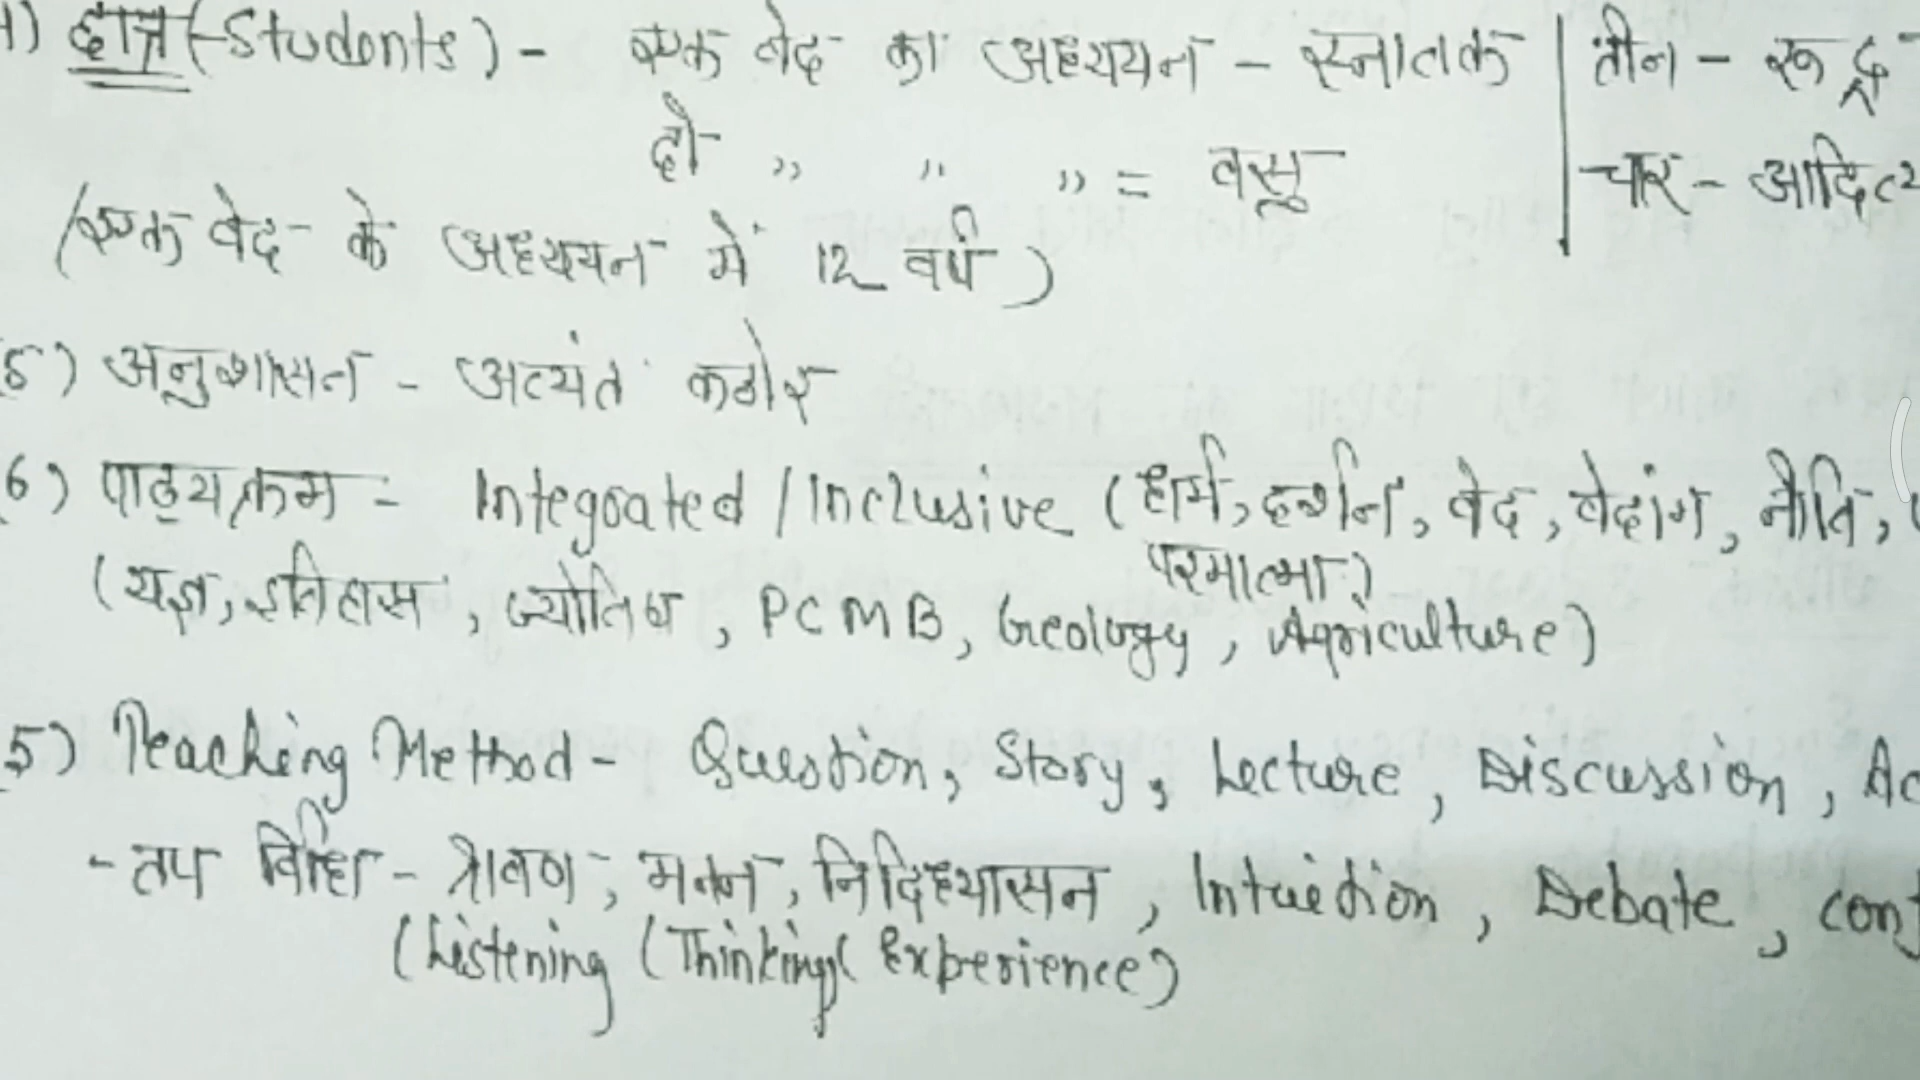 4) छात्र (Students) - एक वेद का अध्ययन - स्नातक | तीन - रूद्र
दो " " " = वसू | चार - आदित्य
(एक वेद के अध्ययन में 12 वर्ष)
5) अनुशासन - अत्यंत कठोर
6) पाठ्यक्रम - Integrated / Inclusive (धर्म, दर्शन, वेद, वेदांग, नीति,
परमात्मा)
(यज्ञ, इतिहास, ज्योतिष, PCMB, Geology, Agriculture)
5) Teaching Method - Question, Story, Lecture, Discussion,
- तप विधि - श्रावण, मनन, निदिध्यासन, Intuition, Debate,
(Listening (Thinking) ( Experience)